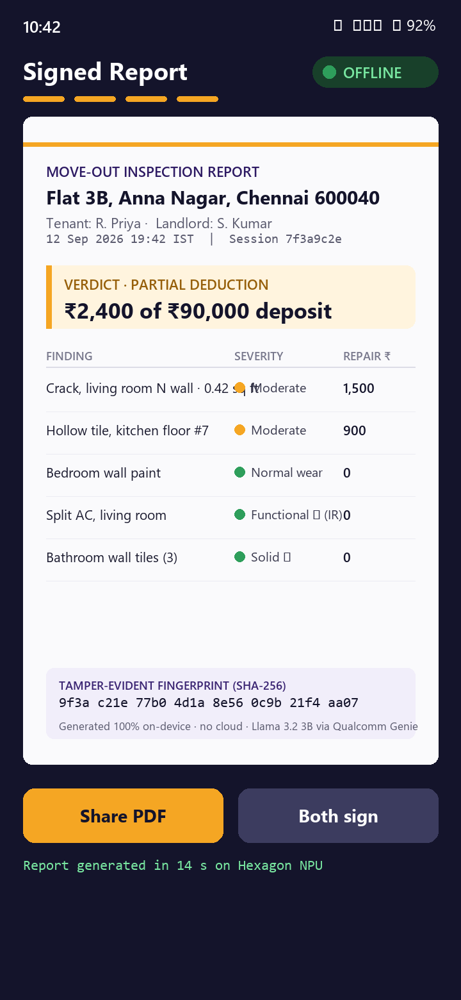 10:42 92%
Signed Report OFFLINE
MOVE-OUT INSPECTION REPORT
Flat 3B, Anna Nagar, Chennai 600040
Tenant: R. Priya · Landlord: S. Kumar
12 Sep 2026 19:42 IST | Session 7f3a9c2e
VERDICT · PARTIAL DEDUCTION
₹2,400 of ₹90,000 deposit
FINDING SEVERITY REPAIR ₹
Crack, living room N wall · 0.42 sq ft Moderate 1,500
Hollow tile, kitchen floor #7 Moderate 900
Bedroom wall paint Normal wear 0
Split AC, living room Functional (IR) 0
Bathroom wall tiles (3) Solid 0
TAMPER-EVIDENT FINGERPRINT (SHA-256)
9f3a c21e 77b0 4d1a 8e56 0c9b 21f4 aa07
Generated 100% on-device · no cloud · Llama 3.2 3B via Qualcomm Genie
Share PDF Both sign
Report generated in 14 s on Hexagon NPU